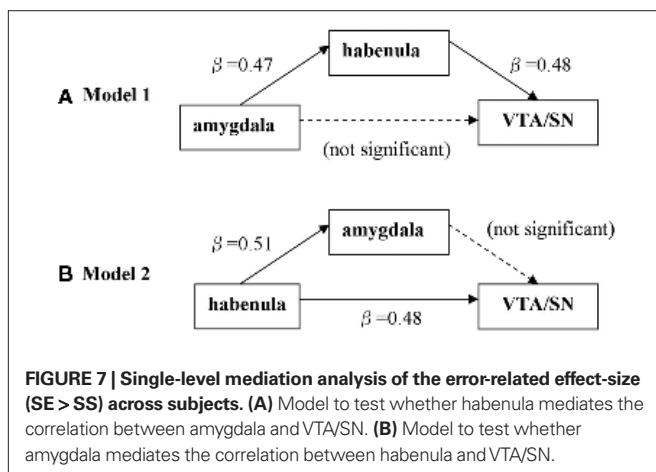 habenula
β=0.47
β=0.48
A Model 1
amygdala
VTA/SN
(not significant)
amygdala
(not significant)
β=0.51
B Model 2
habenula
VTA/SN
β=0.48
FIGURE 7 | Single-level mediation analysis of the error-related effect-size
(SE > SS) across subjects. (A) Model to test whether habenula mediates the
correlation between amygdala and VTA/SN. (B) Model to test whether
amygdala mediates the correlation between habenula and VTA/SN.